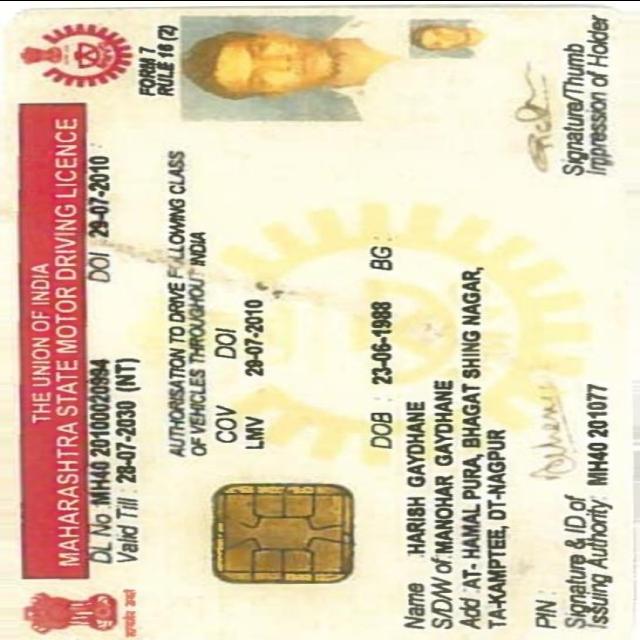 THE UNION OF INDIA
MAHARASHTRA STATE MOTOR DRIVING LICENCE
DL No : MH40 20100020994 DOI : 29-07-2010
Valid Till : 28-07-2030 (NT)
FORM 7
RULE 16 (2)
AUTHORISATION TO DRIVE FOLLOWING CLASS
OF VEHICLES THROUGHOUT INDIA
COV DOI
LMV 29-07-2010
DOB : 23-06-1988 BG :
Name : HARISH GAYDHANE
S/D/W of : MANOHAR GAYDHANE
Add : AT- HAMAL PURA, BHAGAT SHING NAGAR,
TA-KAMPTEE, DT-NAGPUR
PIN :
Signature & ID of
Issuing Authority: MH40 201077
Signature/Thumb
Impression of Holder
सत्यमेव जयते